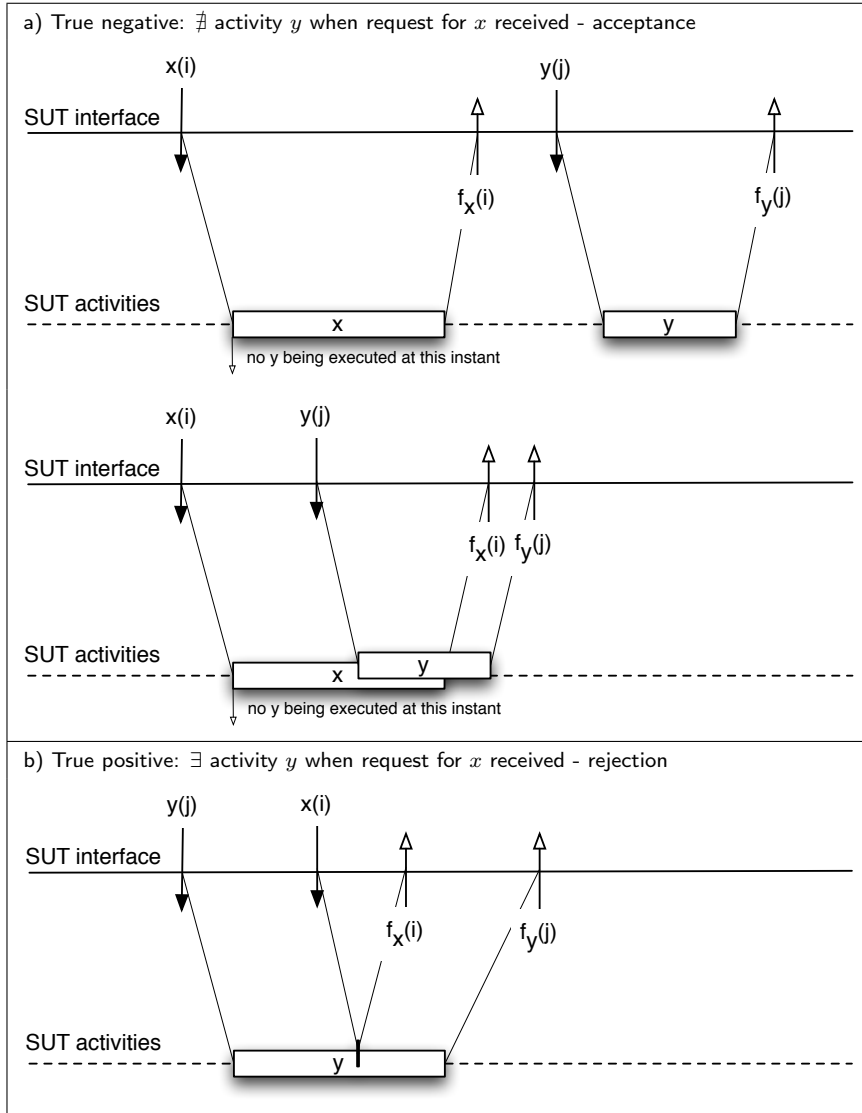 a) True negative: ∄ activity y when request for x received - acceptance
x(i)
y(j)
SUT interface
f_x(i)
f_y(j)
SUT activities
x
y
no y being executed at this instant
x(i)
y(j)
SUT interface
f_x(i)
f_y(j)
SUT activities
x
y
no y being executed at this instant
b) True positive: ∃ activity y when request for x received - rejection
y(j)
x(i)
SUT interface
f_x(i)
f_y(j)
SUT activities
y